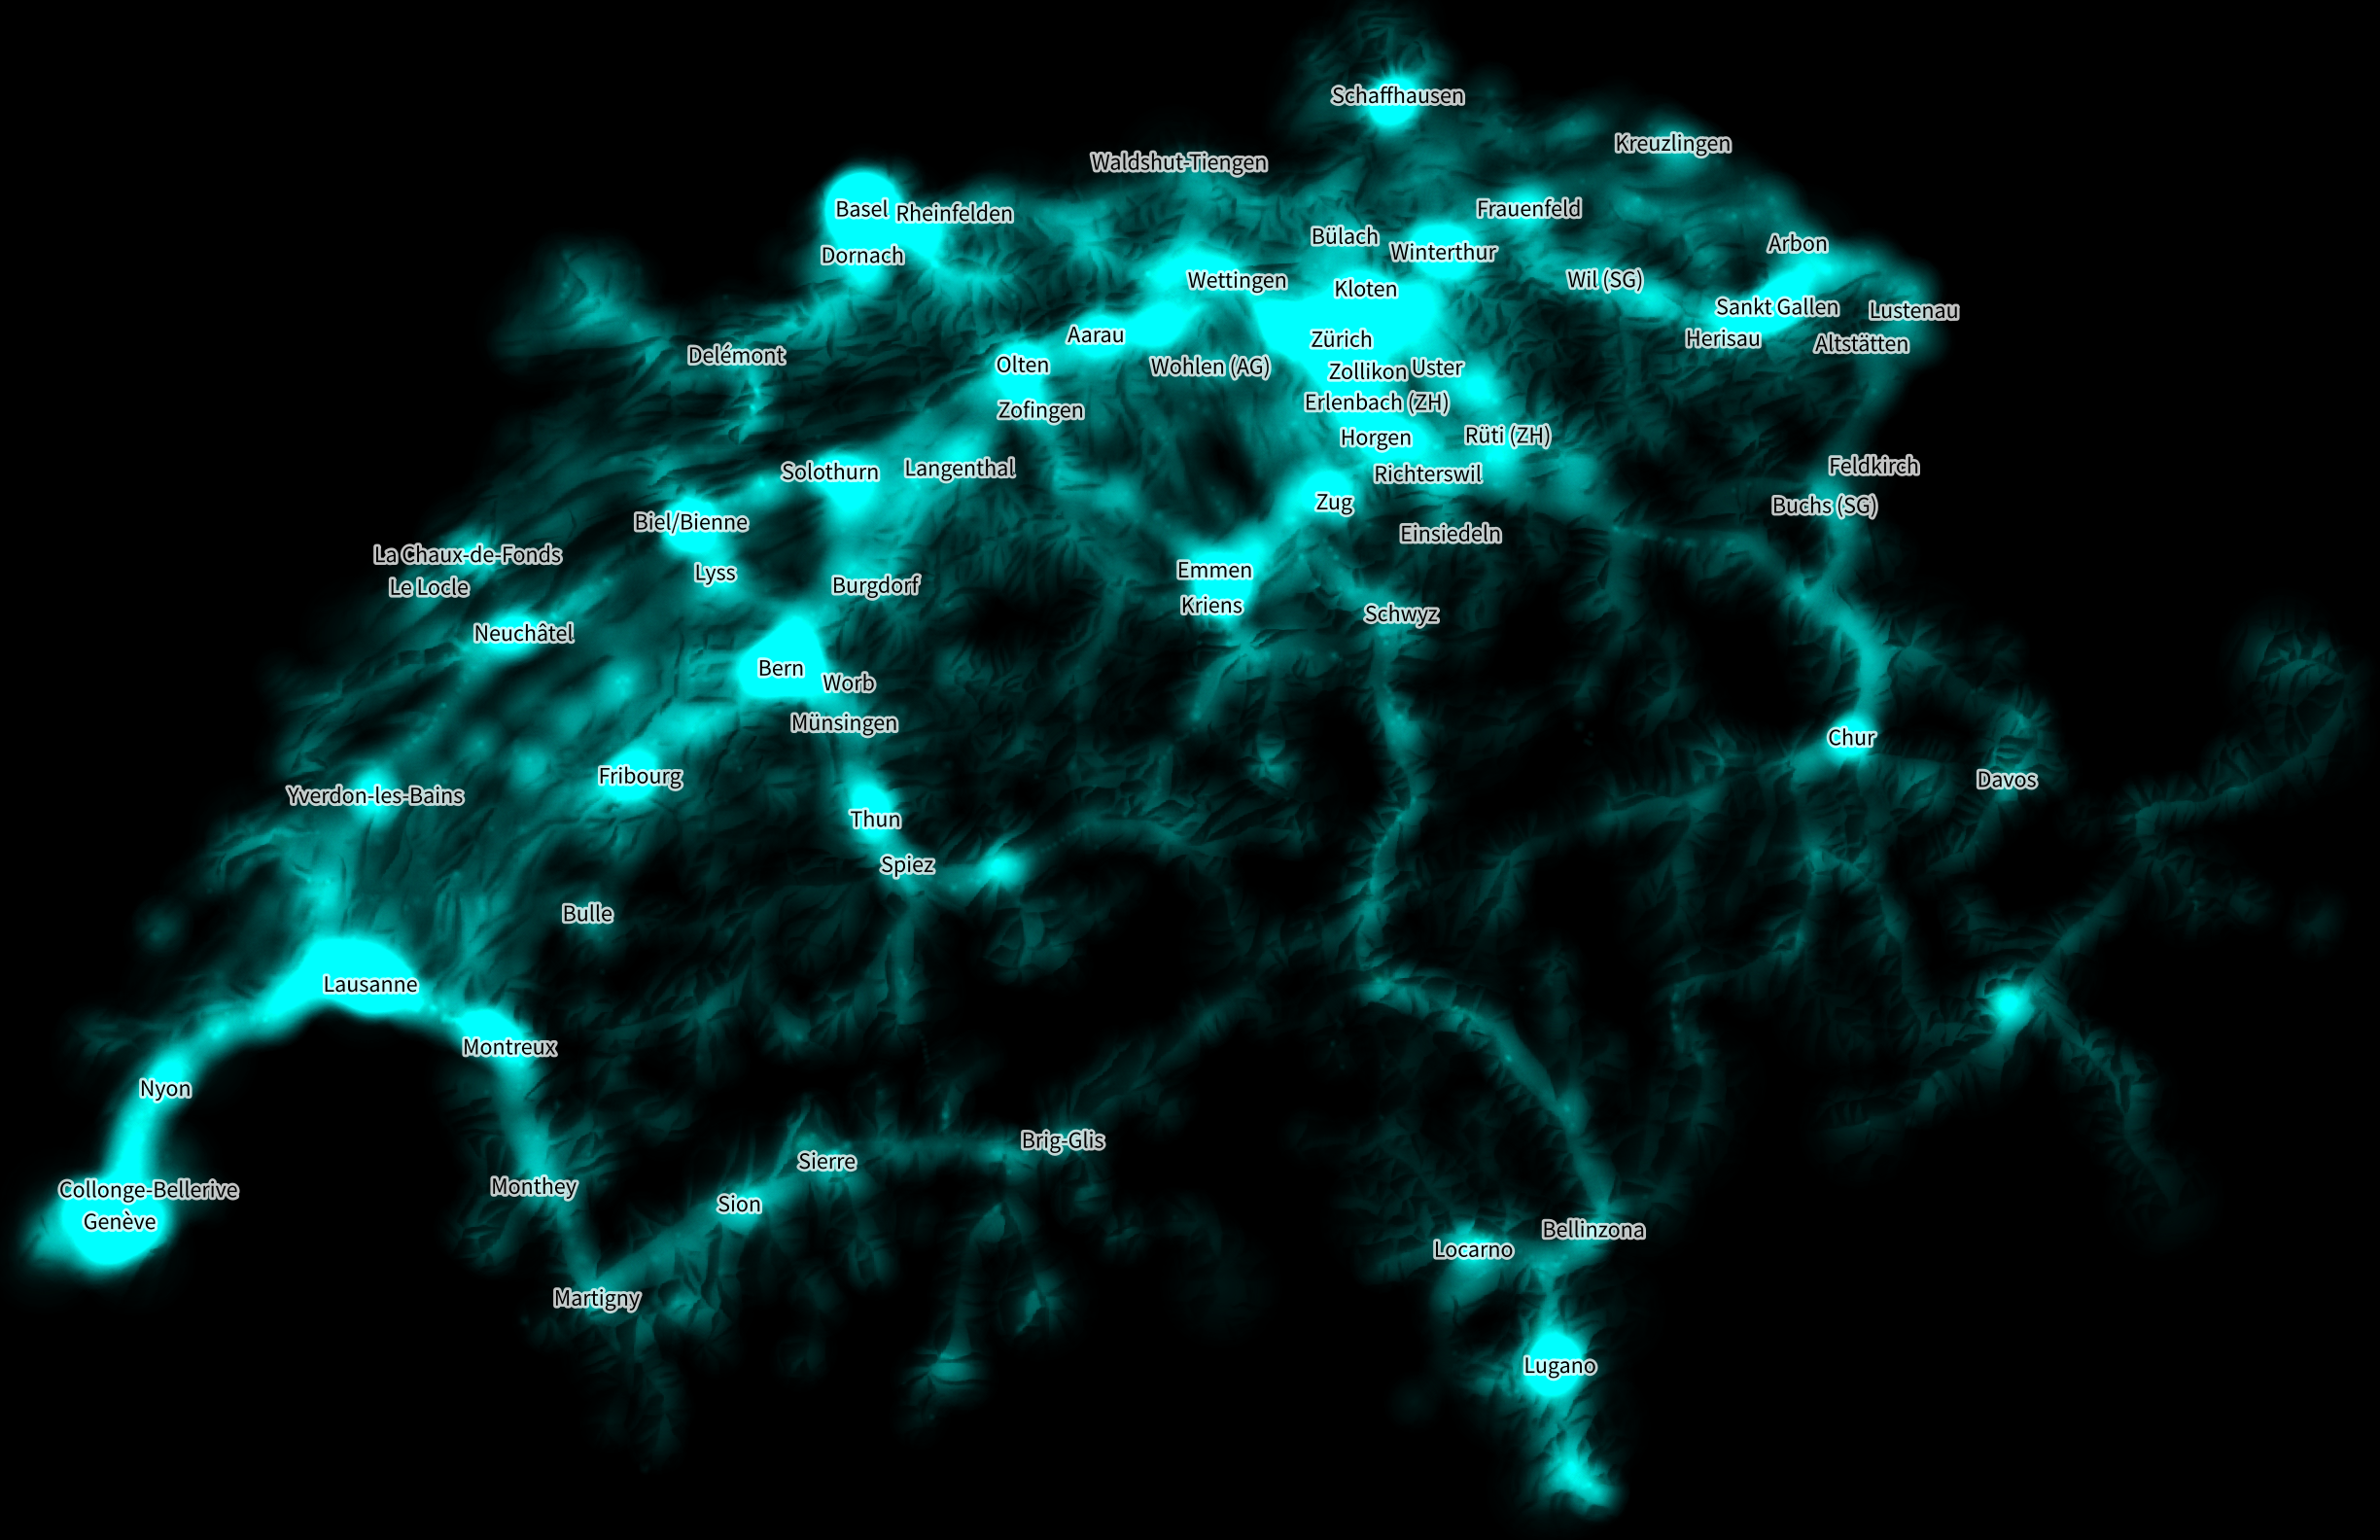 Schaffhausen
Kreuzlingen
Waldshut-Tiengen
Basel
Rheinfelden
Frauenfeld
Bülach
Arbon
Dornach
Winterthur
Wettingen
Wil (SG)
Kloten
Sankt Gallen
Lustenau
Aarau
Zürich
Herisau
Altstätten
Delémont
Olten
Wohlen (AG)
Zollikon
Uster
Erlenbach (ZH)
Zofingen
Horgen
Rüti (ZH)
Solothurn
Langenthal
Richterswil
Feldkirch
Zug
Buchs (SG)
Biel/Bienne
Einsiedeln
La Chaux-de-Fonds
Lyss
Emmen
Le Locle
Burgdorf
Kriens
Schwyz
Neuchâtel
Bern
Worb
Münsingen
Chur
Fribourg
Davos
Yverdon-les-Bains
Thun
Spiez
Bulle
Lausanne
Montreux
Nyon
Brig-Glis
Sierre
Monthey
Collonge-Bellerive
Sion
Genève
Bellinzona
Locarno
Martigny
Lugano